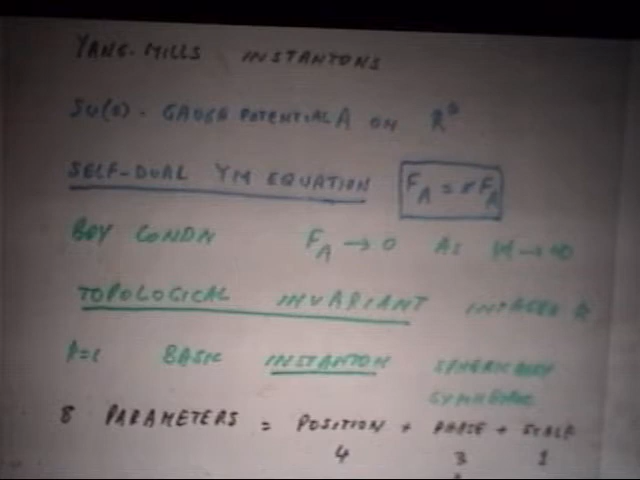 YANG-MILLS INSTANTONS
SU(2) - GAUGE POTENTIAL A ON R⁴
SELF-DUAL YM EQUATION F_A = *F_A
BDY CONDN F_A → 0 AS |x| → ∞
TOPOLOGICAL INVARIANT INTEGER k
k=1 BASIC INSTANTON SPHERICALLY
SYMMETRIC
8 PARAMETERS = POSITION + PHASE + SCALE
4 3 1